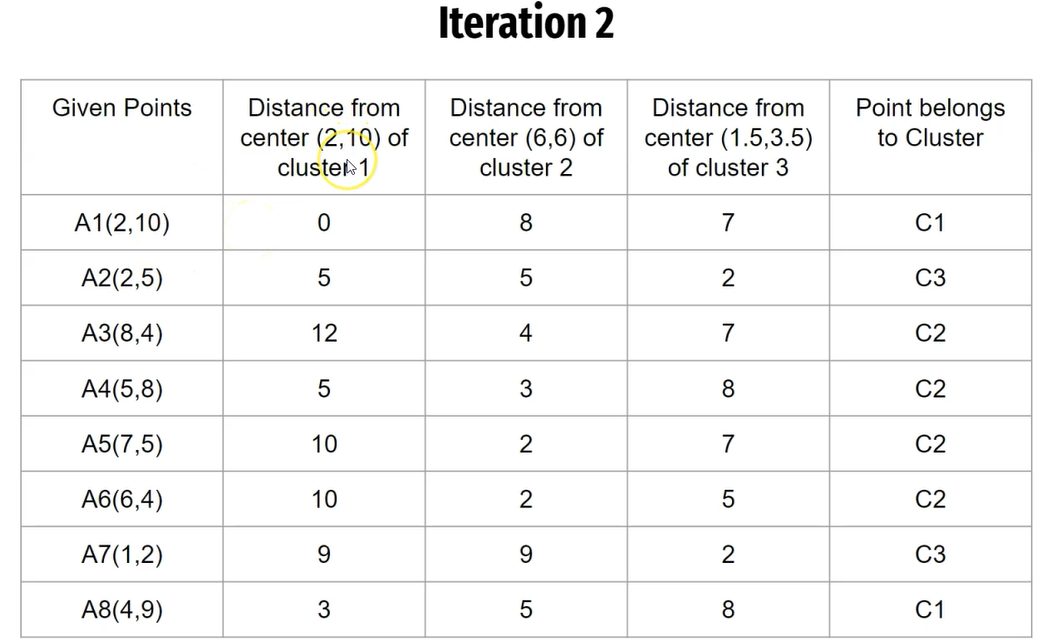 Iteration 2
Given Points
Distance from
center (2,10) of
cluster 1
Distance from
center (6,6) of
cluster 2
Distance from
center (1.5,3.5)
of cluster 3
Point belongs
to Cluster
A1(2,10) 0 8 7 C1
A2(2,5) 5 5 2 C3
A3(8,4) 12 4 7 C2
A4(5,8) 5 3 8 C2
A5(7,5) 10 2 7 C2
A6(6,4) 10 2 5 C2
A7(1,2) 9 9 2 C3
A8(4,9) 3 5 8 C1